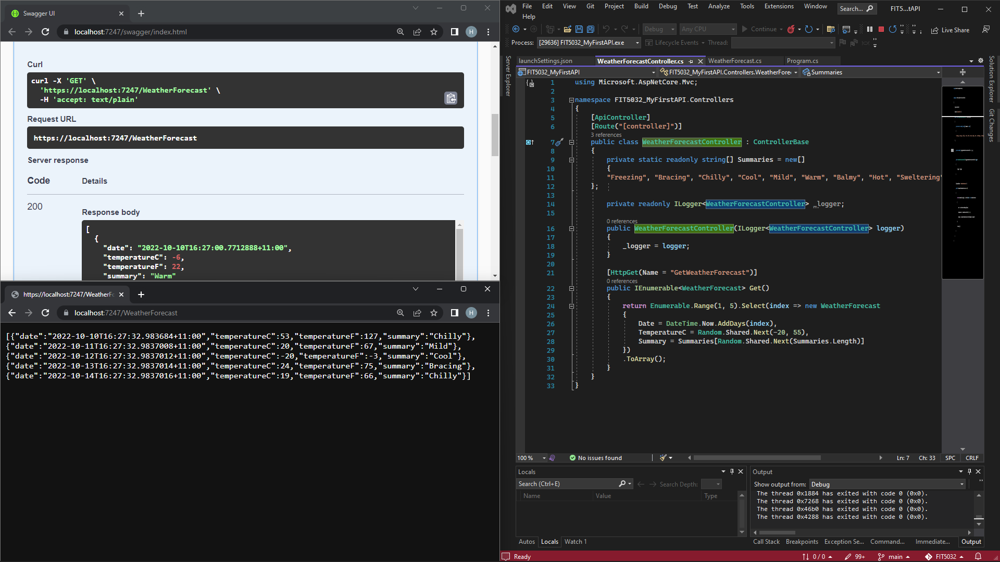 Swagger UI
localhost:7247/swagger/index.html
Curl
curl -X 'GET' \
'https://localhost:7247/WeatherForecast' \
-H 'accept: text/plain'
Request URL
https://localhost:7247/WeatherForecast
Server response
Code Details
200
Response body
[
{
"date": "2022-10-10T16:27:00.7712888+11:00",
"temperatureC": -6,
"temperatureF": 22,
"summary": "Warm"
https://localhost:7247/WeatherFo
localhost:7247/WeatherForecast
[{"date":"2022-10-10T16:27:32.983684+11:00","temperatureC":53,"temperatureF":127,"summary":"Chilly"},
{"date":"2022-10-11T16:27:32.9837008+11:00","temperatureC":20,"temperatureF":67,"summary":"Mild"},
{"date":"2022-10-12T16:27:32.9837012+11:00","temperatureC":-20,"temperatureF":-3,"summary":"Cool"},
{"date":"2022-10-13T16:27:32.9837014+11:00","temperatureC":24,"temperatureF":75,"summary":"Bracing"},
{"date":"2022-10-14T16:27:32.9837016+11:00","temperatureC":19,"temperatureF":66,"summary":"Chilly"}]
File Edit View Git Project Build Debug Test Analyze Tools Extensions Window Search... FIT5...tAPI
Help
Debug Any CPU Continue Live Share
Process: [29636] FIT5032_MyFirstAPI.exe Lifecycle Events Thread:
Server Explorer
Solution Explorer
Git Changes
launchSettings.json WeatherForecastController.cs WeatherForecast.cs Program.cs
FIT5032_MyFirstAPI FIT5032_MyFirstAPI.Controllers.WeatherFore Summaries
1 using Microsoft.AspNetCore.Mvc;
2
3 namespace FIT5032_MyFirstAPI.Controllers
4 {
5 [ApiController]
6 [Route("[controller]")]
3 references
7 public class WeatherForecastController : ControllerBase
8 {
9 private static readonly string[] Summaries = new[]
10 {
11 "Freezing", "Bracing", "Chilly", "Cool", "Mild", "Warm", "Balmy", "Hot", "Sweltering"
12 };
13
14 private readonly ILogger<WeatherForecastController> _logger;
15
0 references
16 public WeatherForecastController(ILogger<WeatherForecastController> logger)
17 {
18 _logger = logger;
19 }
20
21 [HttpGet(Name = "GetWeatherForecast")]
0 references
22 public IEnumerable<WeatherForecast> Get()
23 {
24 return Enumerable.Range(1, 5).Select(index => new WeatherForecast
25 {
26 Date = DateTime.Now.AddDays(index),
27 TemperatureC = Random.Shared.Next(-20, 55),
28 Summary = Summaries[Random.Shared.Next(Summaries.Length)]
29 })
30 .ToArray();
31 }
32 }
33 }
100 % No issues found Ln: 7 Ch: 33 SPC CRLF
Locals
Search (Ctrl+E) Search Depth:
Name Value Type
Autos Locals Watch 1
Output
Show output from: Debug
The thread 0x1884 has exited with code 0 (0x0).
The thread 0x7268 has exited with code 0 (0x0).
The thread 0x46b0 has exited with code 0 (0x0).
The thread 0x4288 has exited with code 0 (0x0).
Call Stack Breakpoints Exception Se... Command... Immediate... Output
Ready 0 / 0 99+ main FIT5032